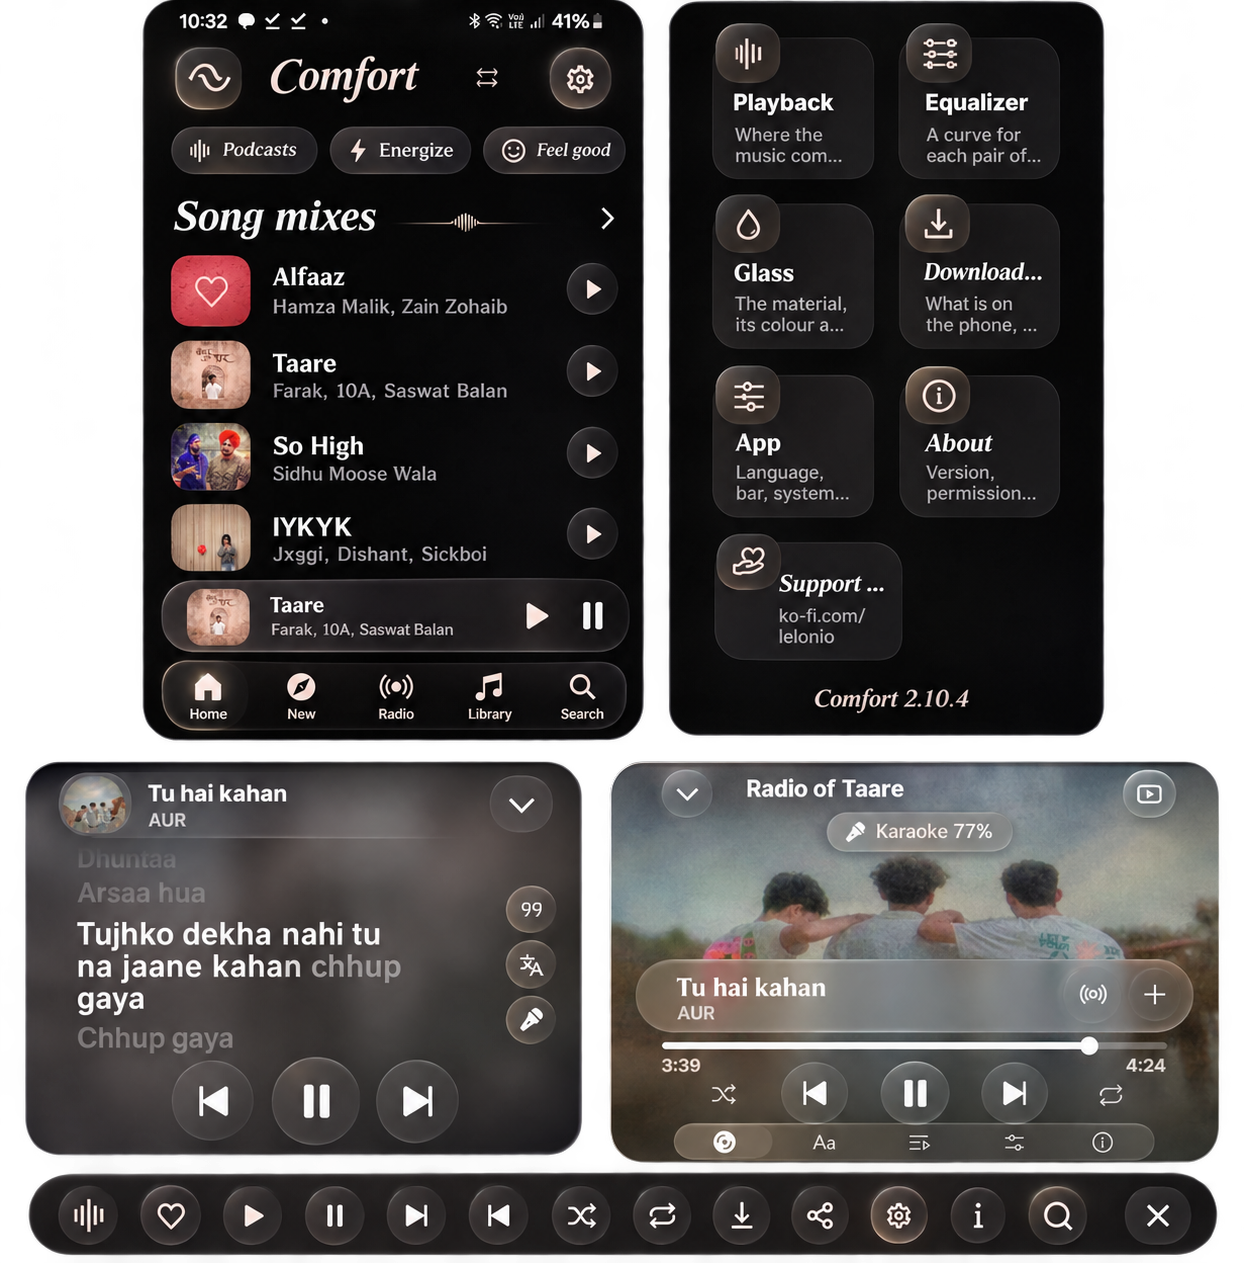 10:32
VoLTE
41%
Comfort
Podcasts
Energize
Feel good
Song mixes
Alfaaz
Hamza Malik, Zain Zohaib
Taare
Farak, 10A, Saswat Balan
So High
Sidhu Moose Wala
IYKYK
Jxggi, Dishant, Sickboi
Taare
Farak, 10A, Saswat Balan
Home
New
Radio
Library
Search
Playback
Where the
music com...
Equalizer
A curve for
each pair of...
Glass
The material,
its colour a...
Download...
What is on
the phone, ...
App
Language,
bar, system...
About
Version,
permission...
Support ...
ko-fi.com/
lelonio
Comfort 2.10.4
Tu hai kahan
AUR
Dhuntaa
Arsaa hua
Tujhko dekha nahi tu
na jaane kahan chhup
gaya
Chhup gaya
99
Radio of Taare
Karaoke 77%
Tu hai kahan
AUR
3:39
4:24
Aa